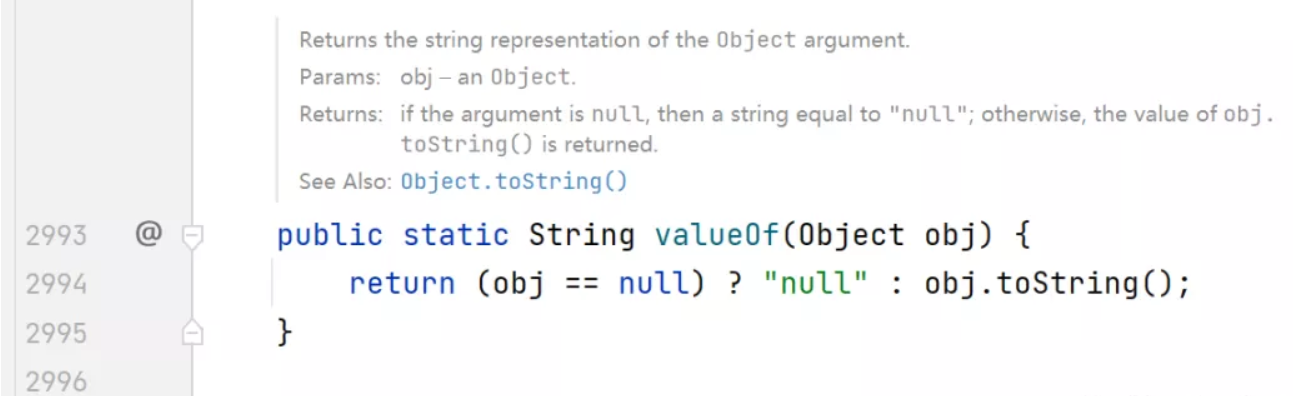 Returns the string representation of the Object argument.
Params: obj – an Object.
Returns: if the argument is null, then a string equal to "null"; otherwise, the value of obj.
toString() is returned.
See Also: Object.toString()
2993 @ public static String valueOf(Object obj) {
2994 return (obj == null) ? "null" : obj.toString();
2995 }
2996